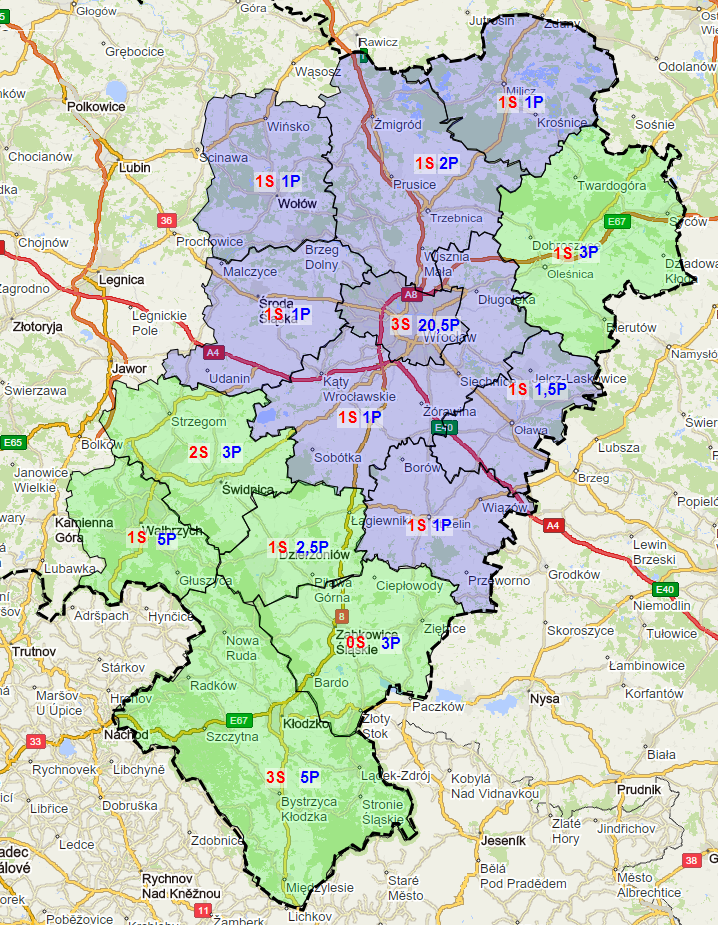 Głogów
Góra
Jutrosin
Zduny
5
Grębocice
Rawicz
Wąsosz
Odolanów
Polkowice
Milicz
1S 1P
Krośnice
Wińsko
Żmigród
Sośnie
Chocianów
Ścinawa
Lubin
1S 2P
1S 1P
Prusice
Twardogóra
Wołów
Trzebnica
36
E67
Syców
Chojnów
Prochowice
Brzeg
Dolny
Wisznia
Mała
Dobroszyce
1S 3P
Oleśnica
Malczyce
Legnica
Zagrodno
A8
Długołęka
Środa
Śląska
1S 1P
Legnickie
Pole
Złotoryja
3S 20,5P
Wrocław
Bierutów
A4
Namysłów
Jawor
Udanin
Kąty
Wrocławskie
Siechnice
Jelcz-Laskowice
1S 1,5P
Świerzawa
1S 1P
Żórawina
Strzegom
Oława
E65
Bolków
2S 3P
Lubsza
Sobótka
Borów
Janowice
Wielkie
Brzeg
Świdnica
Wiązów
Kamienna
Góra
Wałbrzych
1S 5P
1S 2,5P
Dzierżoniów
Łagiewniki
1S 1P
A4
Lubawka
Lewin
Brzeski
Głuszyca
Piława
Góra
Ciepłowody
Przeworno
Grodków
E40
Niemodlin
Adršpach
Hynčice
8
Ziębice
Skoroszyce
Tułowice
Trutnov
Nowa
Ruda
Ząbkowice
Śląskie
0S 3P
Stárkov
Radków
Bardo
Łambinowice
Maršov
U Úpice
Hronov
Nysa
Korfantów
Paczków
Náchod
E67
Kłodzko
Złoty
Stok
33
Szczytna
Biała
Rychnovek
Libchyně
3S 5P
Lądek-Zdrój
Kobylá
Nad Vidnavkou
Libřice
Dobruška
Bystrzyca
Kłodzka
Stronie
Śląskie
Prudnik
Zlaté
Hory
Jindřichov
Ledce
Zdobnice
Jeseník
38
Rychnov
Nad Kněžnou
Międzylesie
Staré
Město
Bělá
Pod Pradědem
Město
Albrechtice
11
Lichkov
Poběžovice
Žamberk